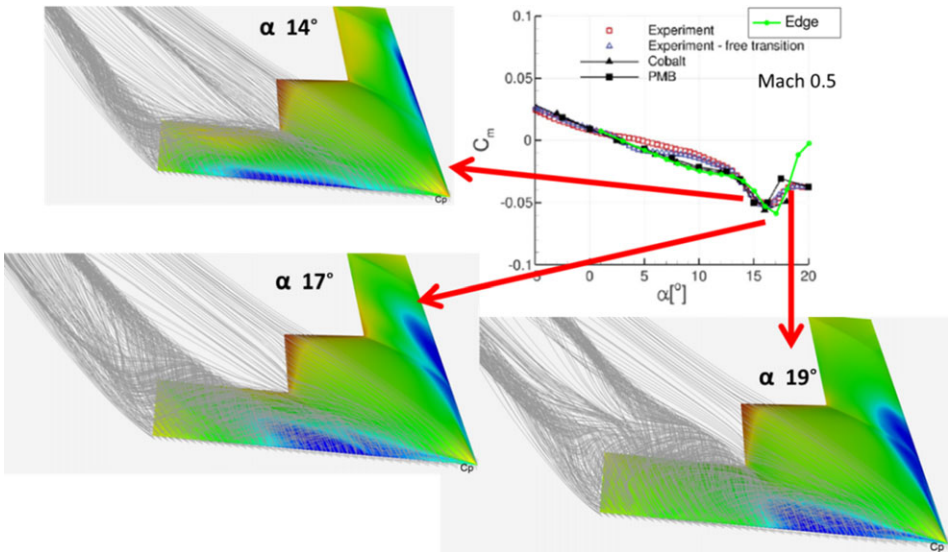 α 14°
Cp
0.1
0.05
0
-0.05
-0.1
Cm
Experiment
Experiment - free transition
Cobalt
PMB
Edge
Mach 0.5
-5
0
5
10
15
20
α[°]
α 17°
Cp
α 19°
Cp